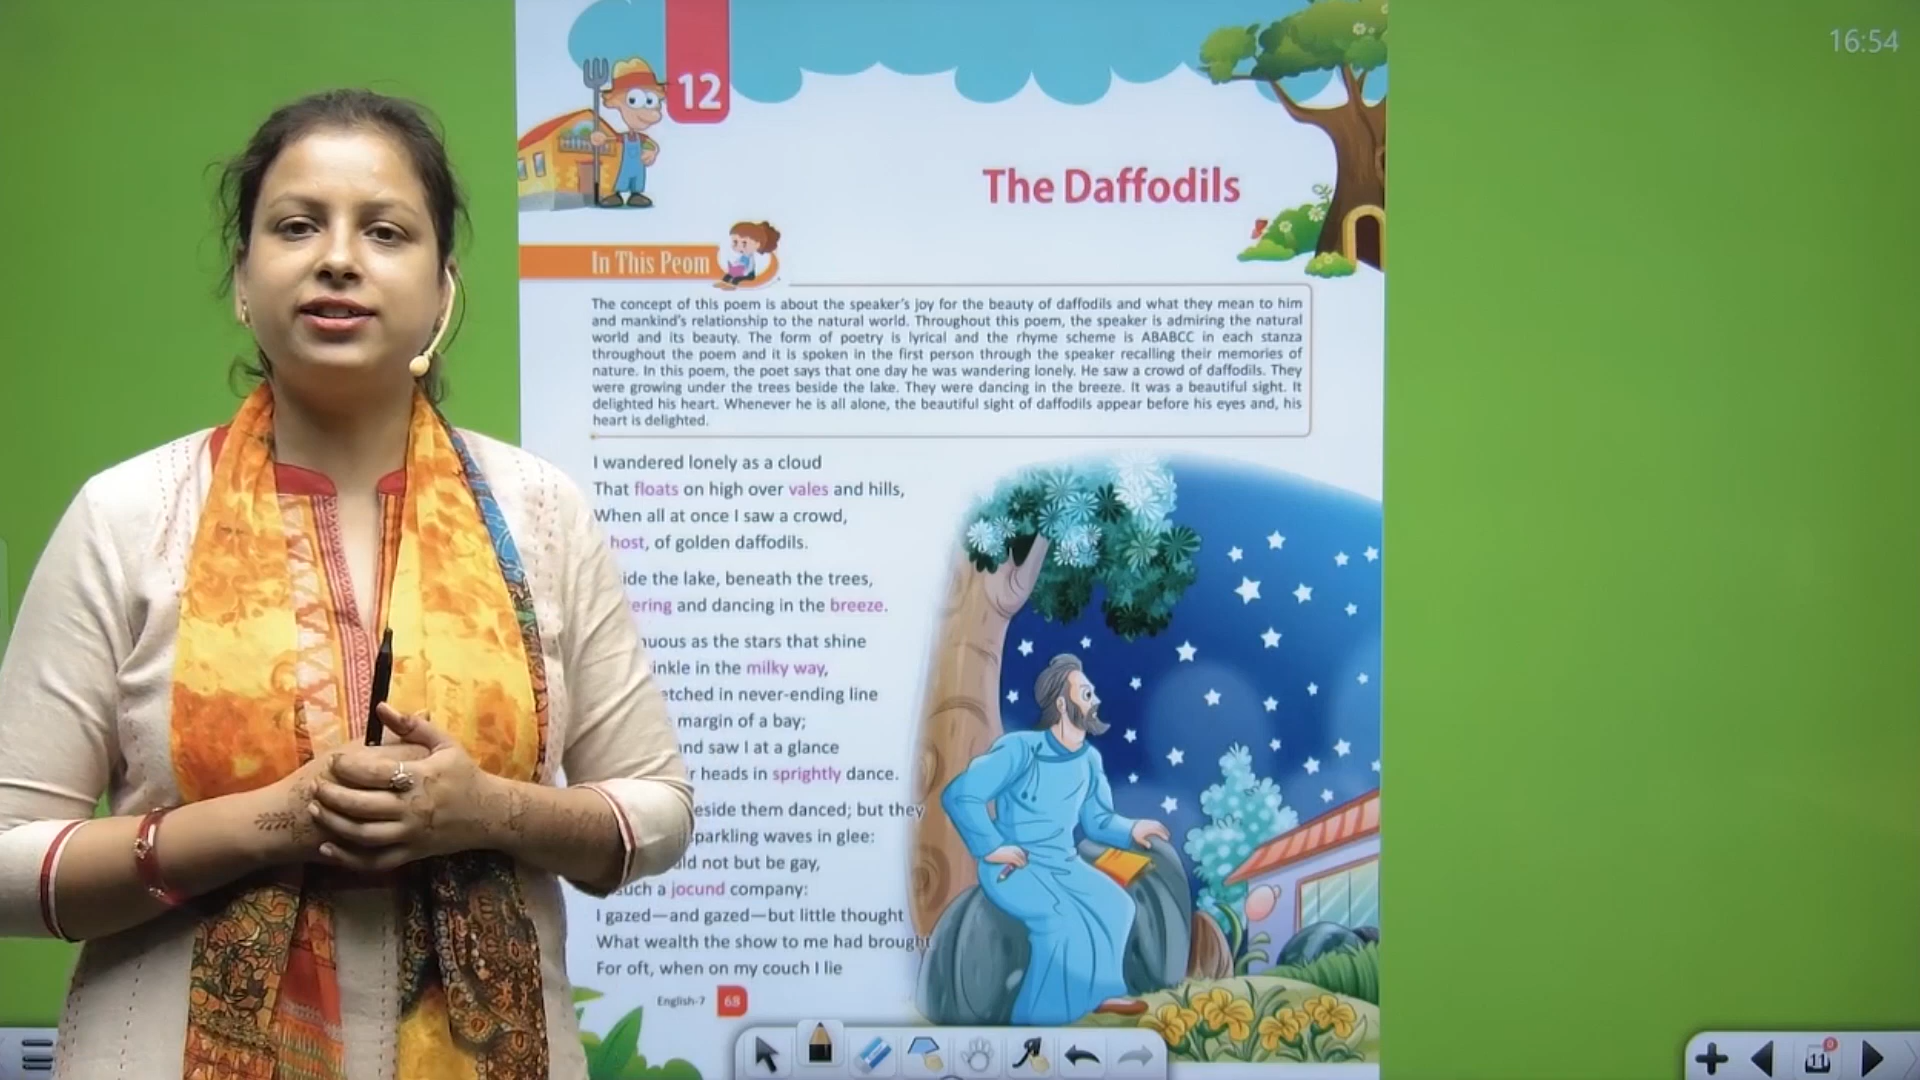 16:54
12
The Daffodils
In This Peom
The concept of this poem is about the speaker's joy for the beauty of daffodils and what they mean to him
and mankind's relationship to the natural world. Throughout this poem, the speaker is admiring the natural
world and its beauty. The form of poetry is lyrical and the rhyme scheme is ABABCC in each stanza
throughout the poem and it is spoken in the first person through the speaker recalling their memories of
nature. In this poem, the poet says that one day he was wandering lonely. He saw a crowd of daffodils. They
were growing under the trees beside the lake. They were dancing in the breeze. It was a beautiful sight. It
delighted his heart. Whenever he is all alone, the beautiful sight of daffodils appear before his eyes and, his
heart is delighted.
I wandered lonely as a cloud
That floats on high over vales and hills,
When all at once I saw a crowd,
host, of golden daffodils.
the lake, beneath the trees,
and dancing in the breeze.
as the stars that shine
in the milky way,
in never-ending line
margin of a bay;
saw I at a glance
heads in sprightly dance.
them danced; but they
waves in glee:
not but be gay,
such a jocund company:
I gazed—and gazed—but little thought
What wealth the show to me had brought
For oft, when on my couch I lie
English-7 68
11